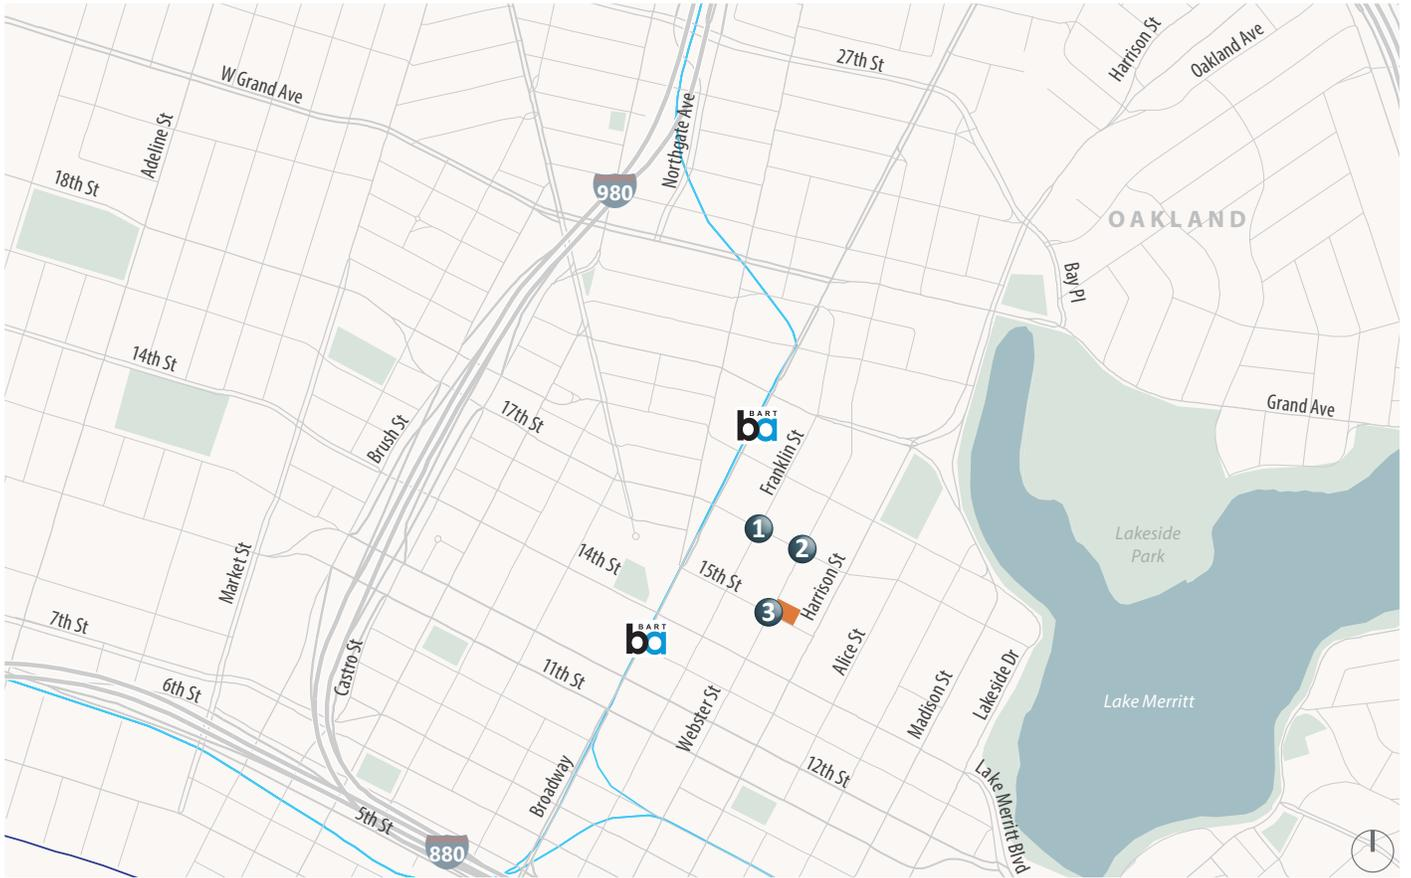 27th St
Harrison St
Oakland Ave
W Grand Ave
Northgate Ave
Adeline St
18th St
980
OAKLAND
Bay Pl
14th St
Grand Ave
17th St
Brush St
BART
ba
Franklin St
1
2
Lakeside
Park
14th St
15th St
Market St
Harrison St
3
7th St
BART
ba
Alice St
Castro St
11th St
6th St
Lakeside Dr
Madison St
Webster St
Lake Merritt
12th St
Broadway
Lake Merritt Blvd
5th St
880